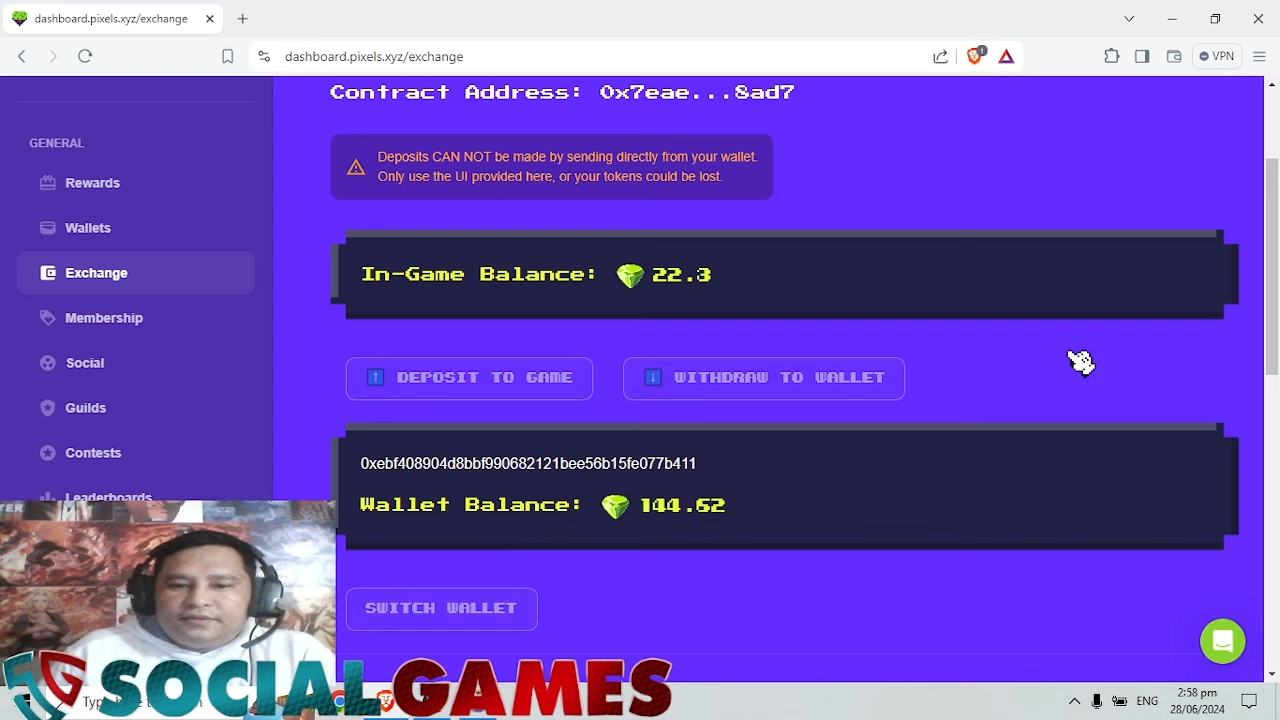 dashboard.pixels.xyz/exchange
dashboard.pixels.xyz/exchange
1
VPN
Contract Address: 0x7eae...8ad7
Deposits CAN NOT be made by sending directly from your wallet.
Only use the UI provided here, or your tokens could be lost.
GENERAL
Rewards
Wallets
Exchange
Membership
Social
Guilds
Contests
Leaderboards
In-Game Balance: 22.3
DEPOSIT TO GAME
WITHDRAW TO WALLET
0xebf408904d8bbf990682121bee56b15fe077b411
Wallet Balance: 144.62
SWITCH WALLET
SG SOCIALGAMES
ENG
2:58 pm
28/06/2024